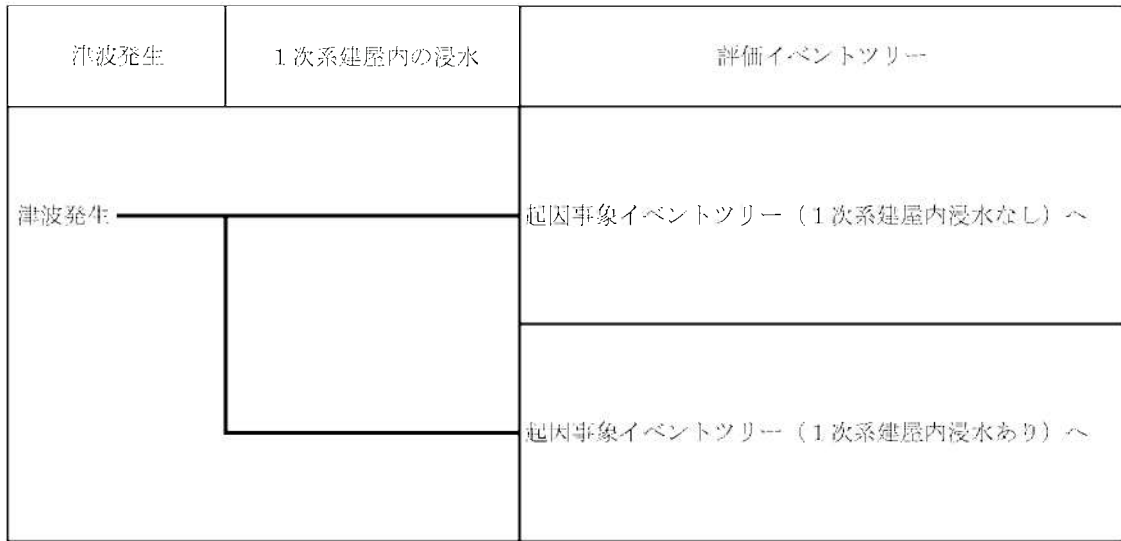 津波発生
１次系建屋内の浸水
評価イベントツリー
津波発生
起因事象イベントツリー（１次系建屋内浸水なし）へ
起因事象イベントツリー（１次系建屋内浸水あり）へ